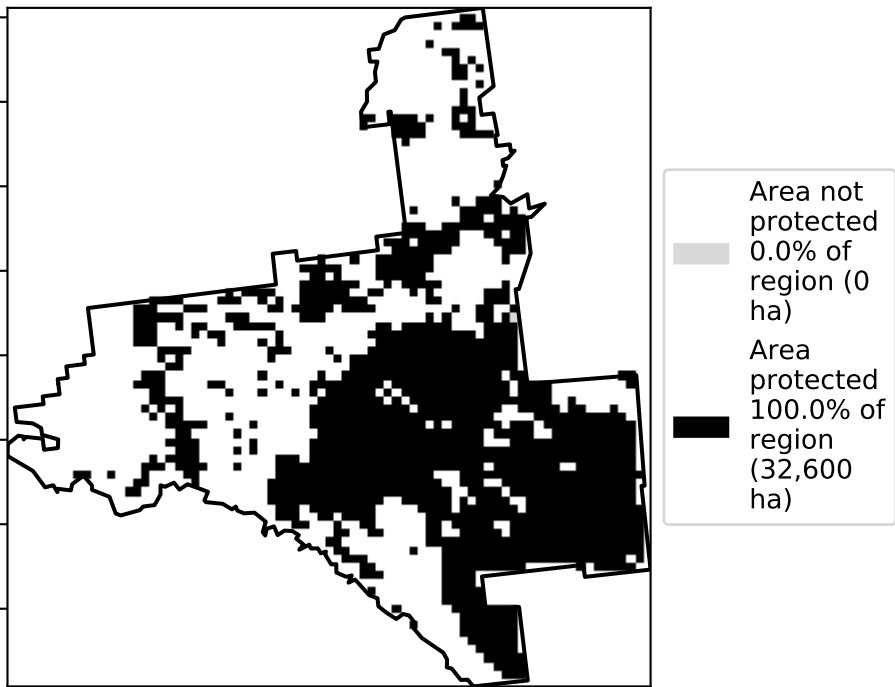 Area not
protected
0.0% of
region (0
ha)
Area
protected
100.0% of
region
(32,600
ha)